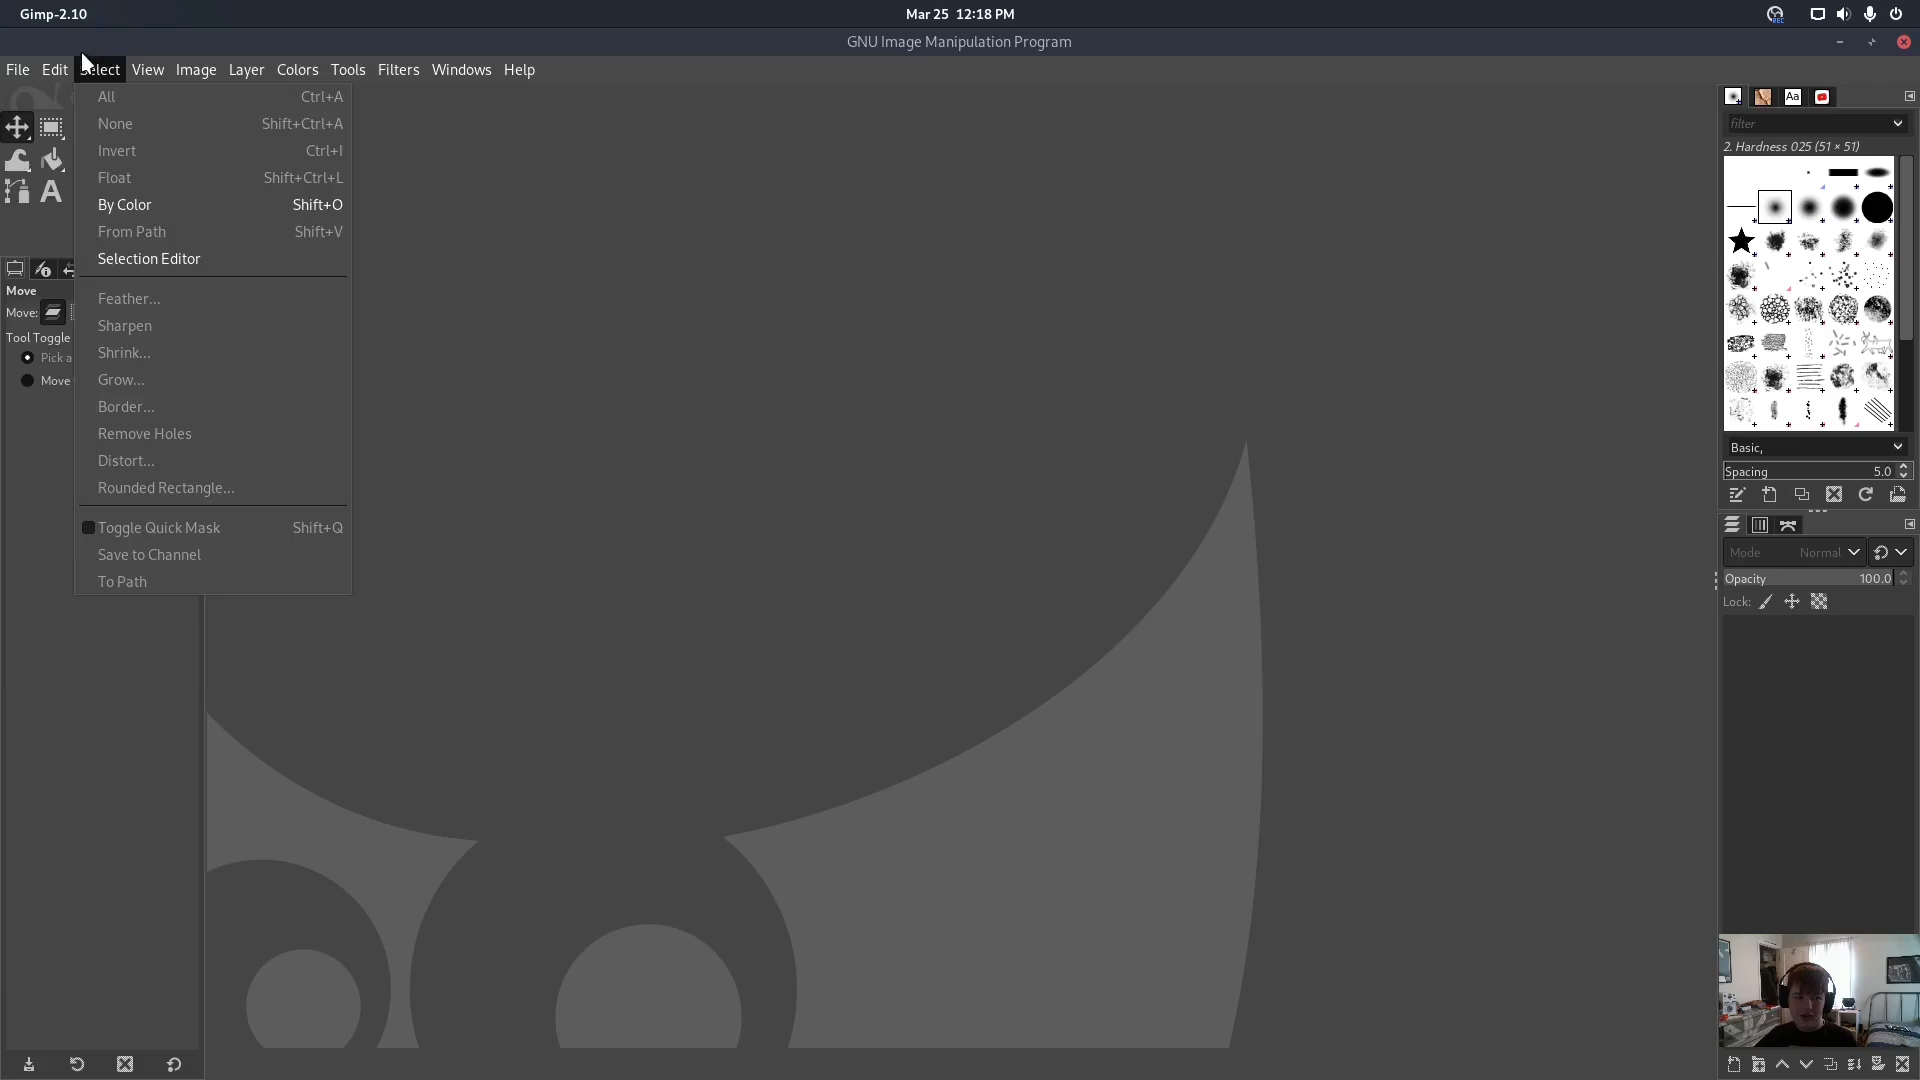 Gimp-2.10
Mar 25 12:18 PM
GNU Image Manipulation Program
File Edit Select View Image Layer Colors Tools Filters Windows Help
All Ctrl+A
None Shift+Ctrl+A
Invert Ctrl+I
Float Shift+Ctrl+L
By Color Shift+O
From Path Shift+V
Selection Editor
Feather...
Sharpen
Shrink...
Grow...
Border...
Remove Holes
Distort...
Rounded Rectangle...
Toggle Quick Mask Shift+Q
Save to Channel
To Path
Move
Move:
Tool Toggle
Pick a
Move
Aa
filter
2. Hardness 025 (51 × 51)
Basic,
Spacing 5.0
Mode Normal
Opacity 100.0
Lock: